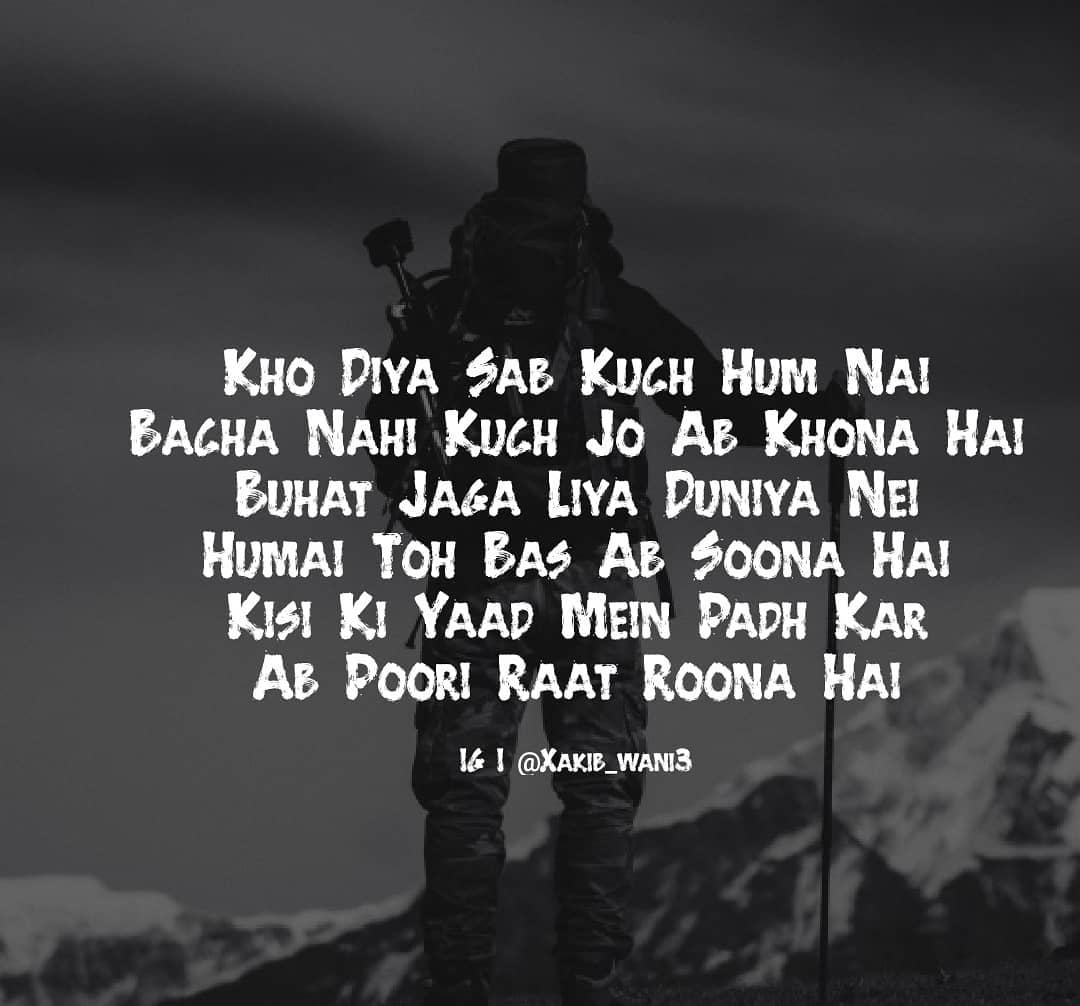 Kho Diya Sab Kuch Hum Nai
Bacha Nahi Kuch Jo Ab Khona Hai
Buhat Jaga Liya Duniya Nei
Humai Toh Bas Ab Soona Hai
Kisi Ki Yaad Mein Padh Kar
Ab Poori Raat Roona Hai
IG | @Xakib_wani3